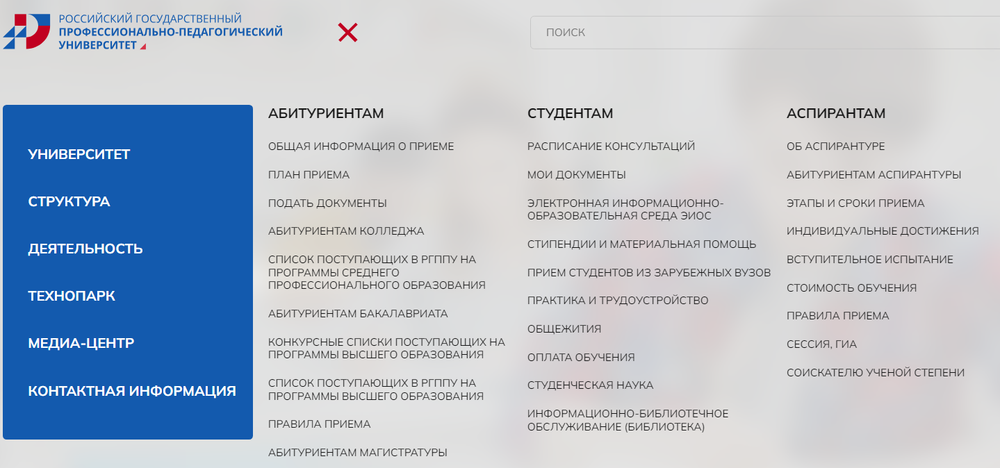 РОССИЙСКИЙ ГОСУДАРСТВЕННЫЙ
ПРОФЕССИОНАЛЬНО-ПЕДАГОГИЧЕСКИЙ
УНИВЕРСИТЕТ
ПОИСК
УНИВЕРСИТЕТ
СТРУКТУРА
ДЕЯТЕЛЬНОСТЬ
ТЕХНОПАРК
МЕДИА-ЦЕНТР
КОНТАКТНАЯ ИНФОРМАЦИЯ
АБИТУРИЕНТАМ
ОБЩАЯ ИНФОРМАЦИЯ О ПРИЕМЕ
ПЛАН ПРИЕМА
ПОДАТЬ ДОКУМЕНТЫ
АБИТУРИЕНТАМ КОЛЛЕДЖА
СПИСОК ПОСТУПАЮЩИХ В РГППУ НА
ПРОГРАММЫ СРЕДНЕГО
ПРОФЕССИОНАЛЬНОГО ОБРАЗОВАНИЯ
АБИТУРИЕНТАМ БАКАЛАВРИАТА
КОНКУРСНЫЕ СПИСКИ ПОСТУПАЮЩИХ НА
ПРОГРАММЫ ВЫСШЕГО ОБРАЗОВАНИЯ
СПИСОК ПОСТУПАЮЩИХ В РГППУ НА
ПРОГРАММЫ ВЫСШЕГО ОБРАЗОВАНИЯ
ПРАВИЛА ПРИЕМА
АБИТУРИЕНТАМ МАГИСТРАТУРЫ
СТУДЕНТАМ
РАСПИСАНИЕ КОНСУЛЬТАЦИЙ
МОИ ДОКУМЕНТЫ
ЭЛЕКТРОННАЯ ИНФОРМАЦИОННО-
ОБРАЗОВАТЕЛЬНАЯ СРЕДА ЭИОС
СТИПЕНДИИ И МАТЕРИАЛЬНАЯ ПОМОЩЬ
ПРИЕМ СТУДЕНТОВ ИЗ ЗАРУБЕЖНЫХ ВУЗОВ
ПРАКТИКА И ТРУДОУСТРОЙСТВО
ОБЩЕЖИТИЯ
ОПЛАТА ОБУЧЕНИЯ
СТУДЕНЧЕСКАЯ НАУКА
ИНФОРМАЦИОННО-БИБЛИОТЕЧНОЕ
ОБСЛУЖИВАНИЕ (БИБЛИОТЕКА)
АСПИРАНТАМ
ОБ АСПИРАНТУРЕ
АБИТУРИЕНТАМ АСПИРАНТУРЫ
ЭТАПЫ И СРОКИ ПРИЕМА
ИНДИВИДУАЛЬНЫЕ ДОСТИЖЕНИЯ
ВСТУПИТЕЛЬНОЕ ИСПЫТАНИЕ
СТОИМОСТЬ ОБУЧЕНИЯ
ПРАВИЛА ПРИЕМА
СЕССИЯ, ГИА
СОИСКАТЕЛЮ УЧЕНОЙ СТЕПЕНИ